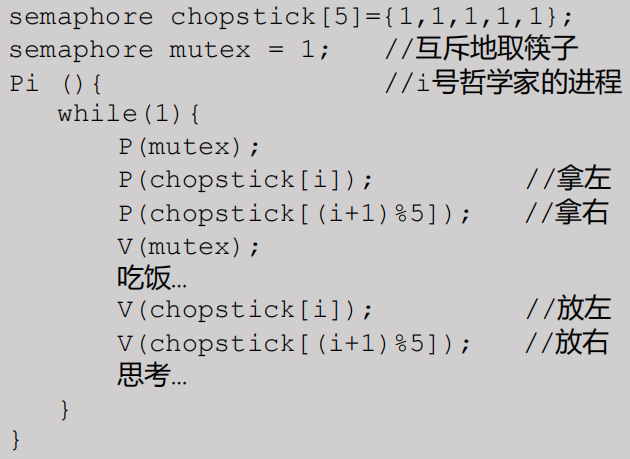 semaphore chopstick[5]={1,1,1,1,1};
semaphore mutex = 1; //互斥地取筷子
Pi (){ //i号哲学家的进程
while(1){
P(mutex);
P(chopstick[i]); //拿左
P(chopstick[(i+1)%5]); //拿右
V(mutex);
吃饭…
V(chopstick[i]); //放左
V(chopstick[(i+1)%5]); //放右
思考…
}
}